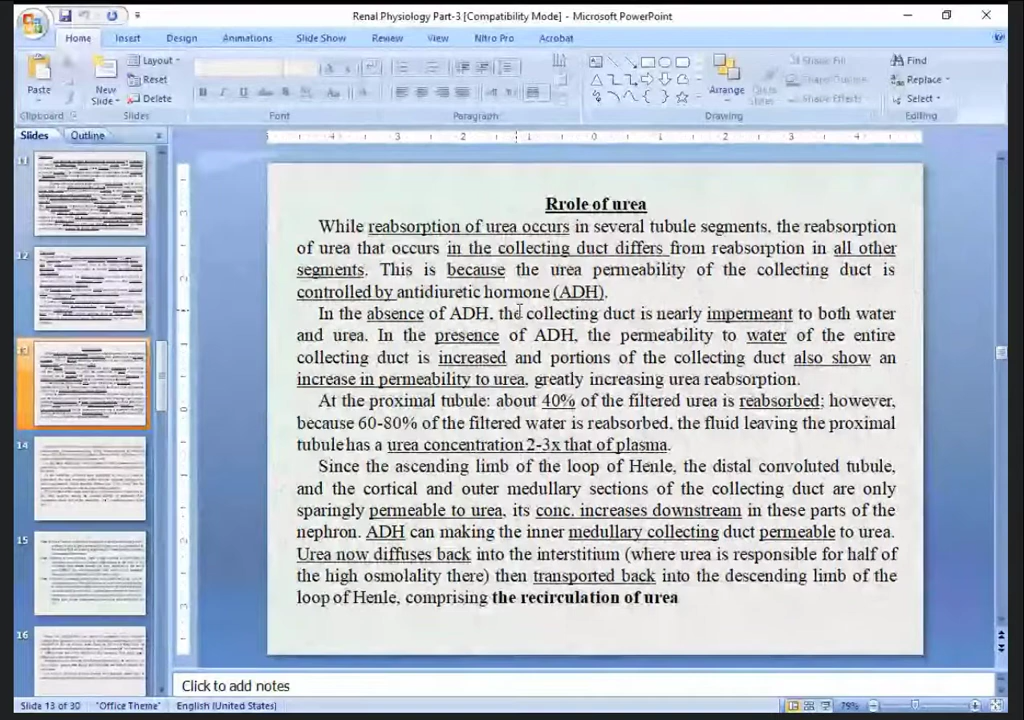 Renal Physiology Part-3 [Compatibility Mode] - Microsoft PowerPoint
Home Insert Design Animations Slide Show Review View Nitro Pro Acrobat
Paste
New Slide
Layout
Reset
Delete
Arrange
Shape Fill
Shape Effects
Find
Replace
Select
Clipboard Slides Font Paragraph Drawing Editing
Slides Outline
12
14
15
16
Rrole of urea
While reabsorption of urea occurs in several tubule segments, the reabsorption
of urea that occurs in the collecting duct differs from reabsorption in all other
segments. This is because the urea permeability of the collecting duct is
controlled by antidiuretic hormone (ADH).
In the absence of ADH, the collecting duct is nearly impermeant to both water
and urea. In the presence of ADH, the permeability to water of the entire
collecting duct is increased and portions of the collecting duct also show an
increase in permeability to urea, greatly increasing urea reabsorption.
At the proximal tubule: about 40% of the filtered urea is reabsorbed; however,
because 60-80% of the filtered water is reabsorbed, the fluid leaving the proximal
tubule has a urea concentration 2-3x that of plasma.
Since the ascending limb of the loop of Henle, the distal convoluted tubule,
and the cortical and outer medullary sections of the collecting duct are only
sparingly permeable to urea, its conc. increases downstream in these parts of the
nephron. ADH can making the inner medullary collecting duct permeable to urea.
Urea now diffuses back into the interstitium (where urea is responsible for half of
the high osmolality there) then transported back into the descending limb of the
loop of Henle, comprising the recirculation of urea
Click to add notes
Slide 13 of 30 "Office Theme" English (United States) 79%